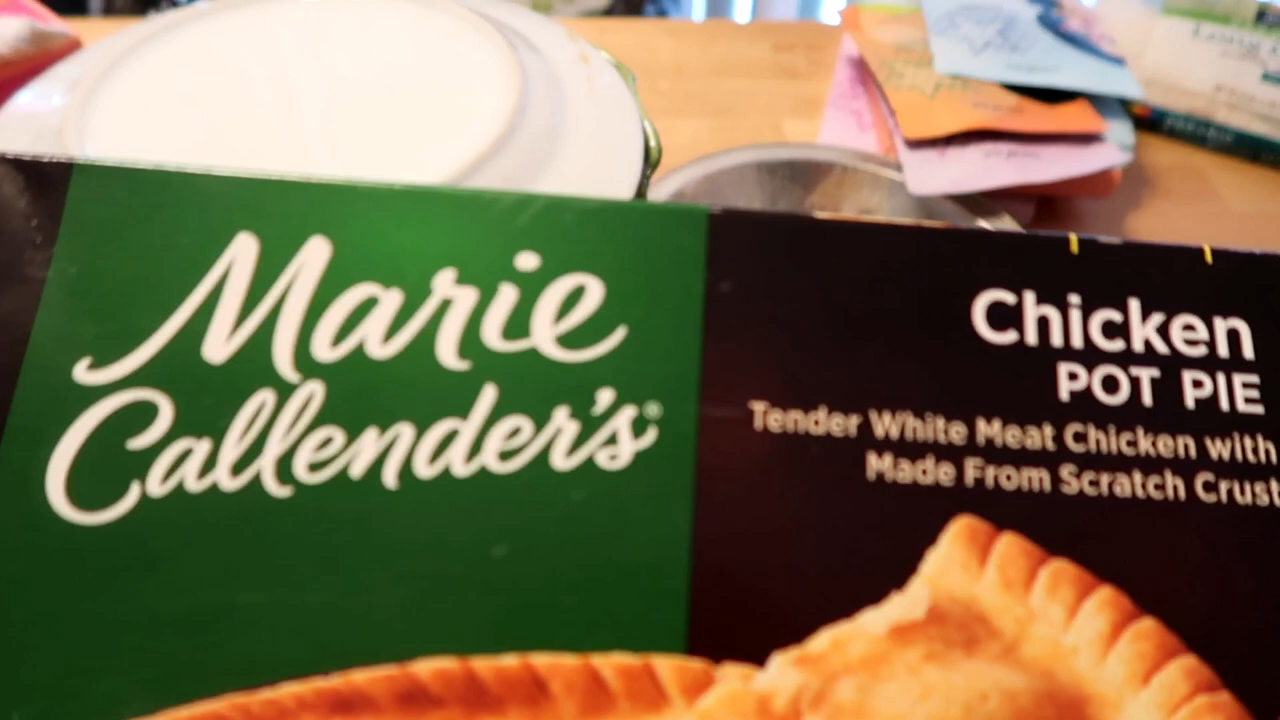 Marie
Callender's®
Chicken
POT PIE
Tender White Meat Chicken with
Made From Scratch Crust